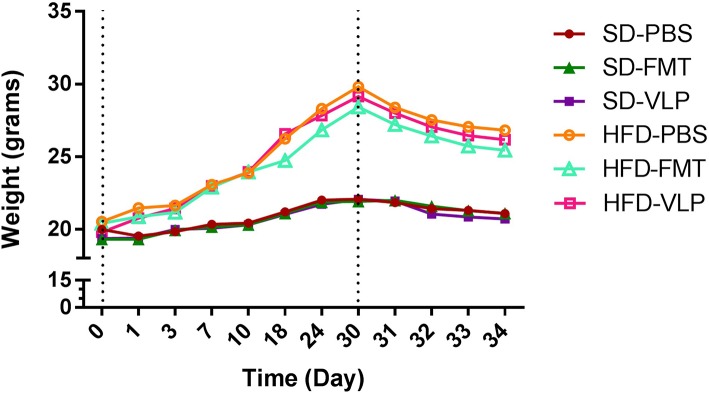 35
30
25
20
15
0
Weight (grams)
0 1 3 7 10 18 24 30 31 32 33 34
Time (Day)
SD-PBS
SD-FMT
SD-VLP
HFD-PBS
HFD-FMT
HFD-VLP